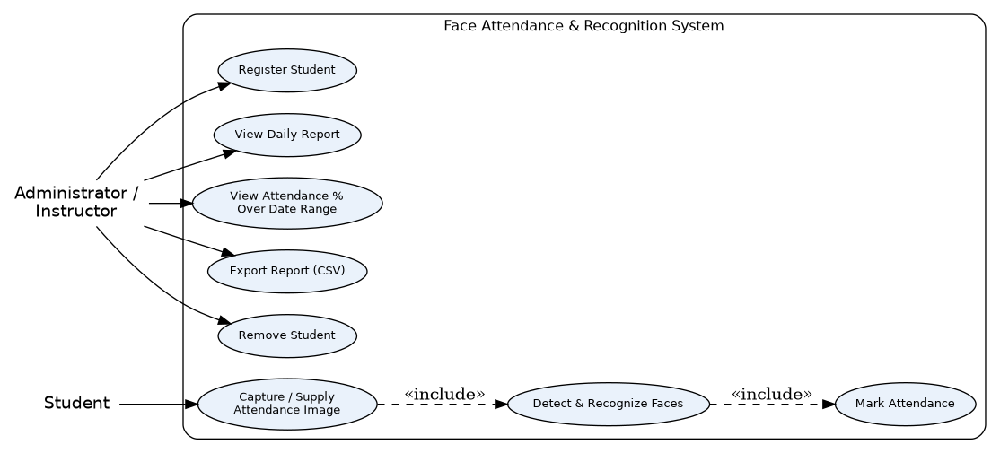 Face Attendance & Recognition System
Register Student
View Daily Report
Administrator /
Instructor
View Attendance %
Over Date Range
Export Report (CSV)
Remove Student
Student
Capture / Supply
Attendance Image
«include»
Detect & Recognize Faces
«include»
Mark Attendance